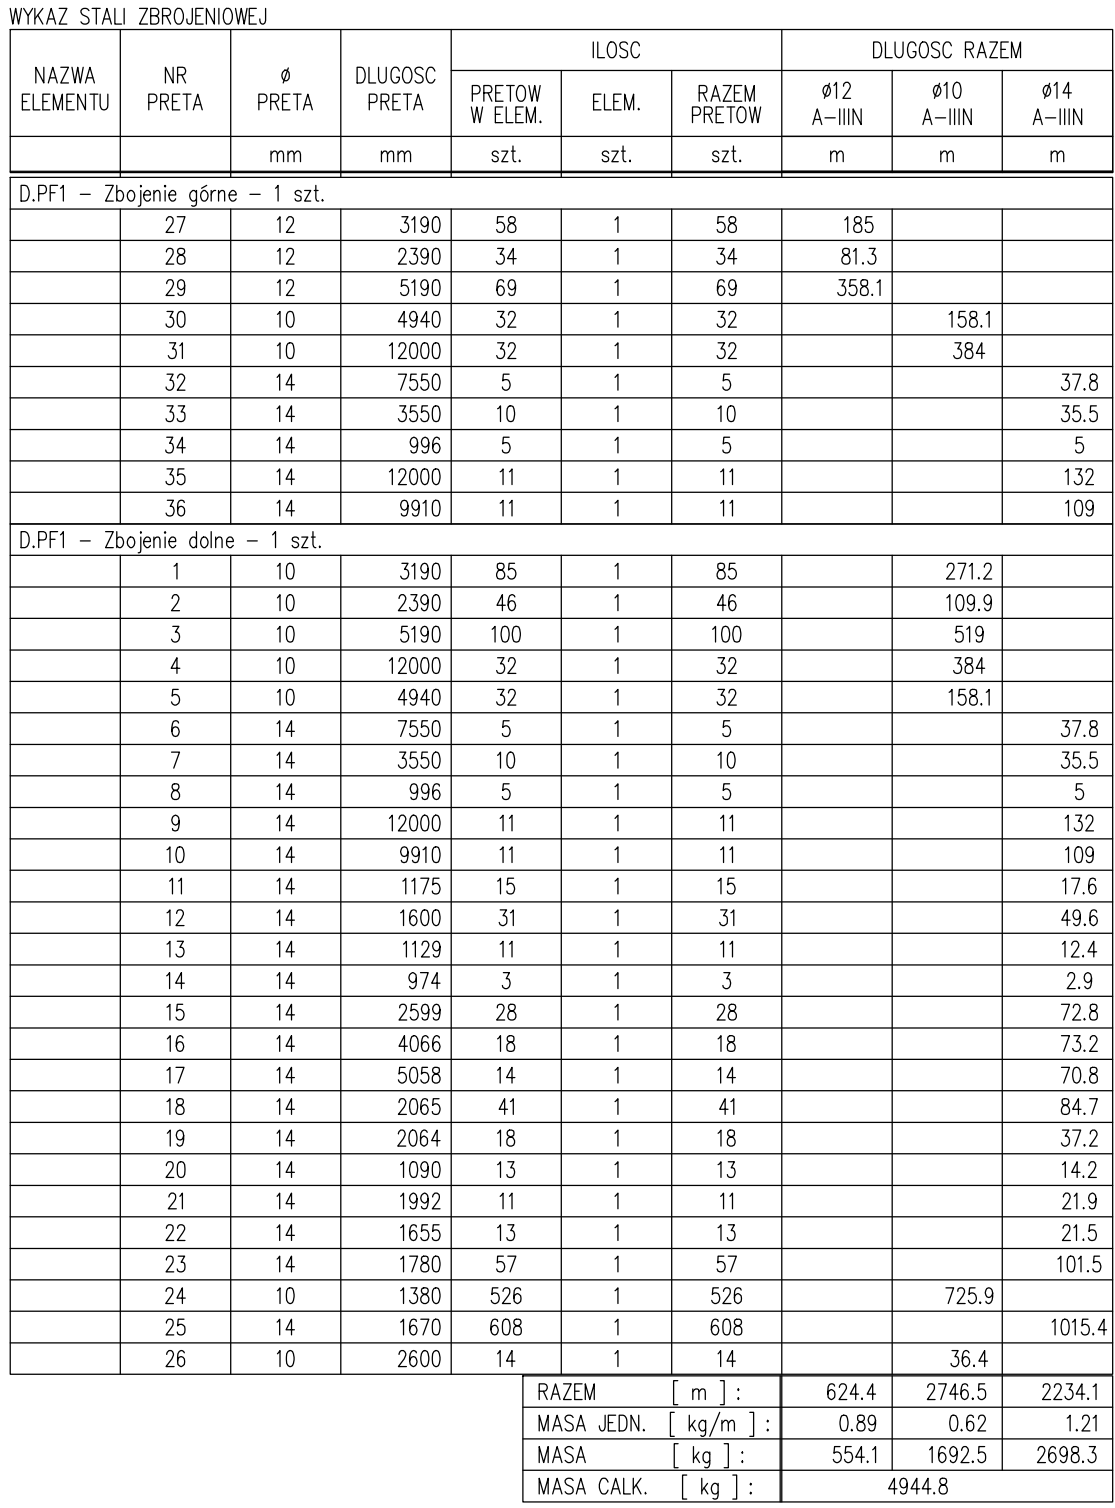 WYKAZ STALI ZBROJENIOWEJ
NAZWA ELEMENTU NR PRETA ø PRETA DLUGOSC PRETA ILOSC DLUGOSC RAZEM
PRETOW W ELEM. ELEM. RAZEM PRETOW ø12 A-IIIN ø10 A-IIIN ø14 A-IIIN
mm mm szt. szt. szt. m m m
D.PF1 - Zbojenie górne - 1 szt.
27 12 3190 58 1 58 185
28 12 2390 34 1 34 81.3
29 12 5190 69 1 69 358.1
30 10 4940 32 1 32 158.1
31 10 12000 32 1 32 384
32 14 7550 5 1 5 37.8
33 14 3550 10 1 10 35.5
34 14 996 5 1 5 5
35 14 12000 11 1 11 132
36 14 9910 11 1 11 109
D.PF1 - Zbojenie dolne - 1 szt.
1 10 3190 85 1 85 271.2
2 10 2390 46 1 46 109.9
3 10 5190 100 1 100 519
4 10 12000 32 1 32 384
5 10 4940 32 1 32 158.1
6 14 7550 5 1 5 37.8
7 14 3550 10 1 10 35.5
8 14 996 5 1 5 5
9 14 12000 11 1 11 132
10 14 9910 11 1 11 109
11 14 1175 15 1 15 17.6
12 14 1600 31 1 31 49.6
13 14 1129 11 1 11 12.4
14 14 974 3 1 3 2.9
15 14 2599 28 1 28 72.8
16 14 4066 18 1 18 73.2
17 14 5058 14 1 14 70.8
18 14 2065 41 1 41 84.7
19 14 2064 18 1 18 37.2
20 14 1090 13 1 13 14.2
21 14 1992 11 1 11 21.9
22 14 1655 13 1 13 21.5
23 14 1780 57 1 57 101.5
24 10 1380 526 1 526 725.9
25 14 1670 608 1 608 1015.4
26 10 2600 14 1 14 36.4
RAZEM [ m ] : 624.4 2746.5 2234.1
MASA JEDN. [ kg/m ] : 0.89 0.62 1.21
MASA [ kg ] : 554.1 1692.5 2698.3
MASA CALK. [ kg ] : 4944.8